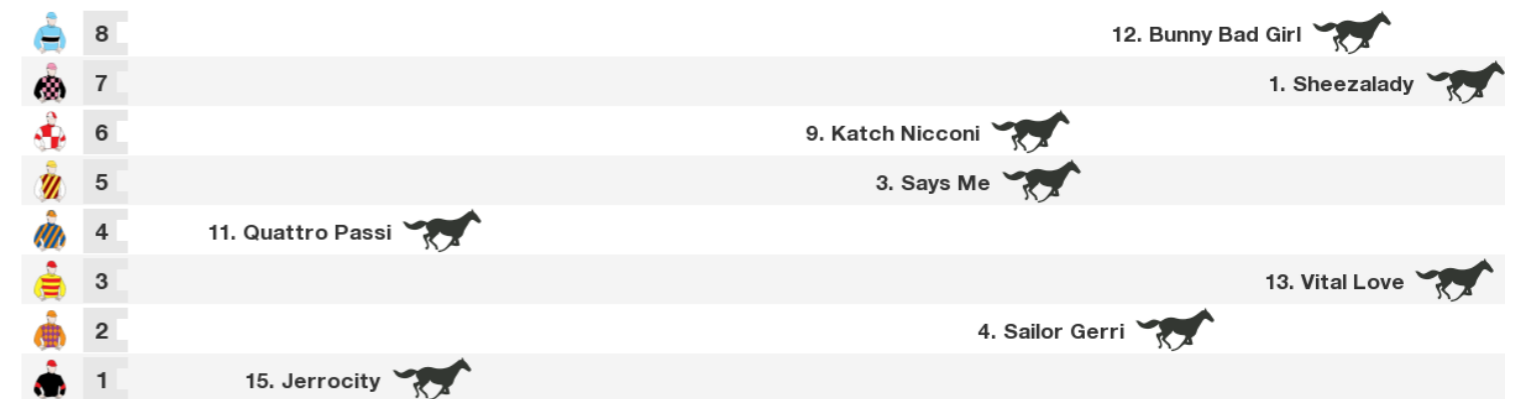 8 12. Bunny Bad Girl
7 1. Sheezalady
6 9. Katch Nicconi
5 3. Says Me
4 11. Quattro Passi
3 13. Vital Love
2 4. Sailor Gerri
1 15. Jerrocity